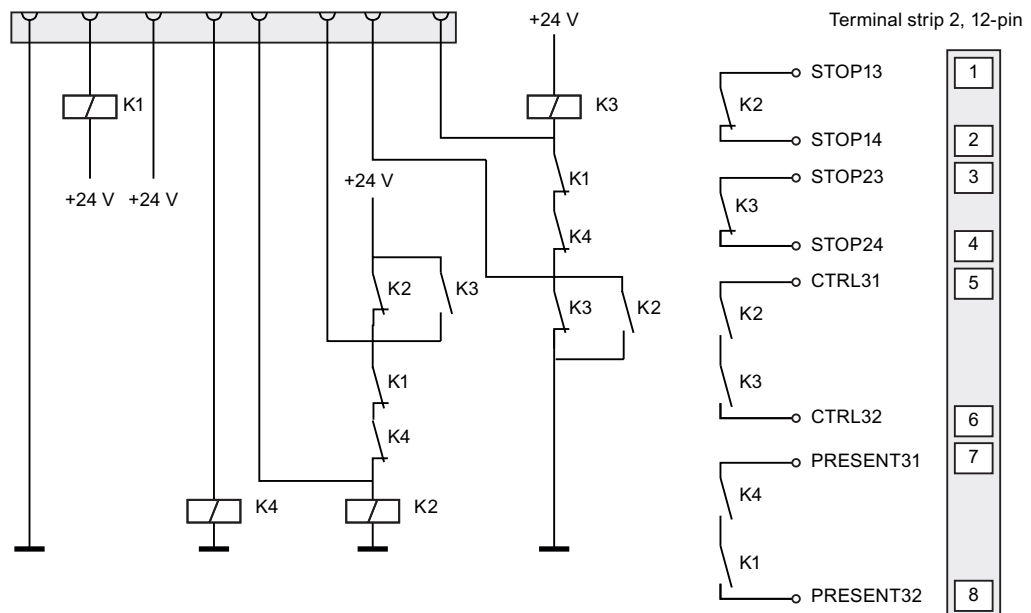 +24 V
Terminal strip 2, 12-pin
K1
K3
STOP13
1
K2
STOP14
2
K1
+24 V
+24 V
+24 V
STOP23
3
K3
K4
STOP24
4
K2
K3
CTRL31
5
K3
K2
K2
K1
K3
K4
CTRL32
6
PRESENT31
7
K4
K4
K2
K1
PRESENT32
8